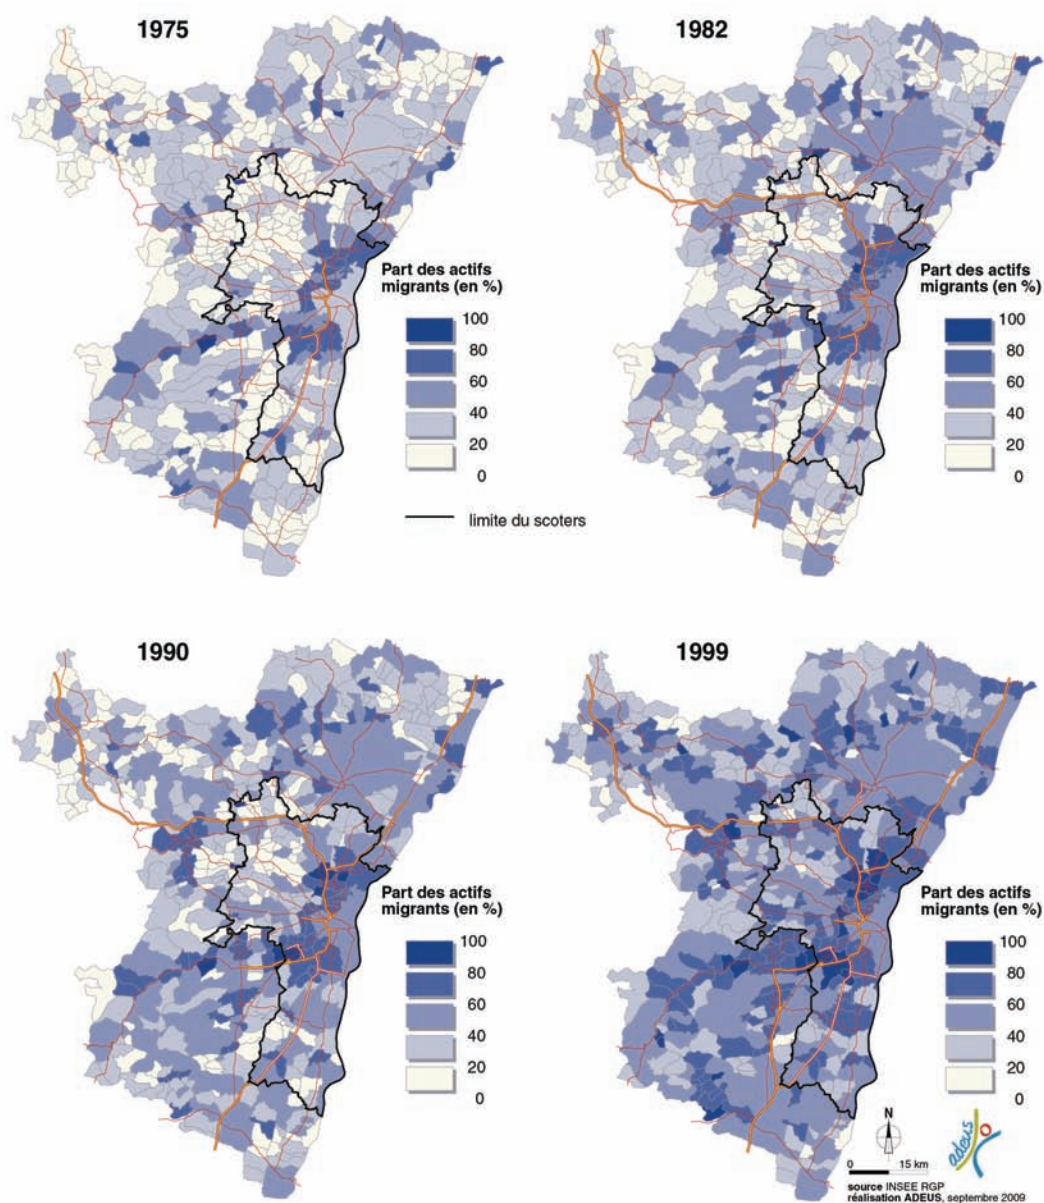 1975
Part des actifs
migrants (en %)
100
80
60
40
20
0
limite du scoters
1982
Part des actifs
migrants (en %)
100
80
60
40
20
0
1990
Part des actifs
migrants (en %)
100
80
60
40
20
0
1999
Part des actifs
migrants (en %)
100
80
60
40
20
0
N
0 15 km
adeus
source INSEE RGP
réalisation ADEUS, septembre 2009